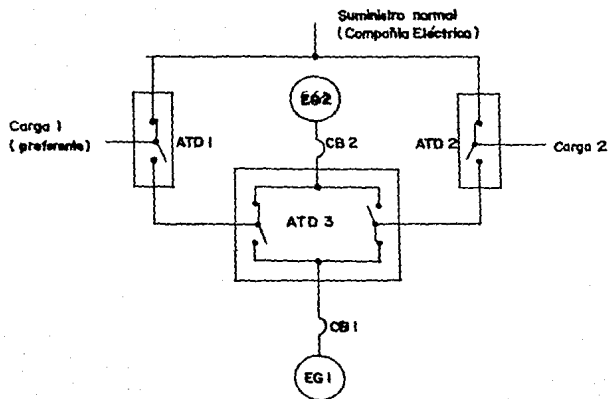 Suministro normal
(Compañía Eléctrica)
EG2
Carga 1
(preferente)
ATD 1
CB 2
ATD 2
Carga 2
ATD 3
CB 1
EG 1